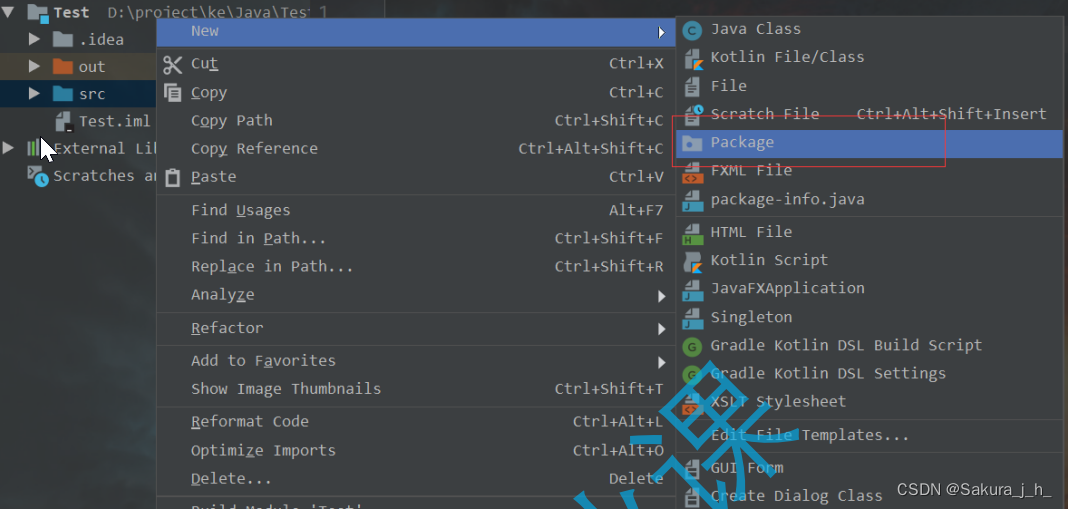 Test D:\project\ke\Java\Test 1
.idea
out
src
Test.iml
External Li
Scratches a
New
Cut Ctrl+X
Copy Ctrl+C
Copy Path Ctrl+Shift+C
Copy Reference Ctrl+Alt+Shift+C
Paste Ctrl+V
Find Usages Alt+F7
Find in Path... Ctrl+Shift+F
Replace in Path... Ctrl+Shift+R
Analyze
Refactor
Add to Favorites
Show Image Thumbnails Ctrl+Shift+T
Reformat Code Ctrl+Alt+L
Optimize Imports Ctrl+Alt+O
Delete... Delete
Build Module 'Test'
Java Class
Kotlin File/Class
File
Scratch File Ctrl+Alt+Shift+Insert
Package
FXML File
package-info.java
HTML File
Kotlin Script
JavaFXApplication
Singleton
Gradle Kotlin DSL Build Script
Gradle Kotlin DSL Settings
XSLT Stylesheet
Edit File Templates...
GUI Form
Create Dialog Class
CSDN @Sakura_j_h_